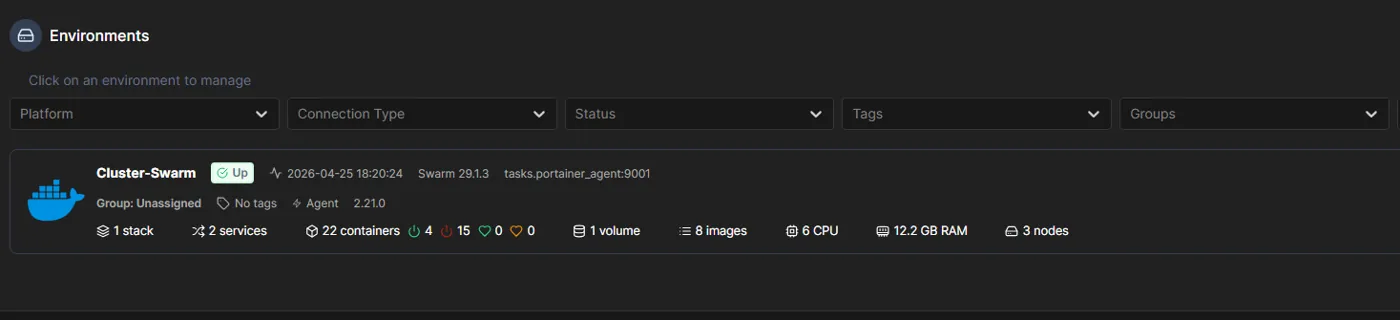 Environments
Click on an environment to manage
Platform Connection Type Status Tags Groups
Cluster-Swarm Up 2026-04-25 18:20:24 Swarm 29.1.3 tasks.portainer_agent:9001
Group: Unassigned No tags Agent 2.21.0
1 stack 2 services 22 containers 4 15 0 0 1 volume 8 images 6 CPU 12.2 GB RAM 3 nodes